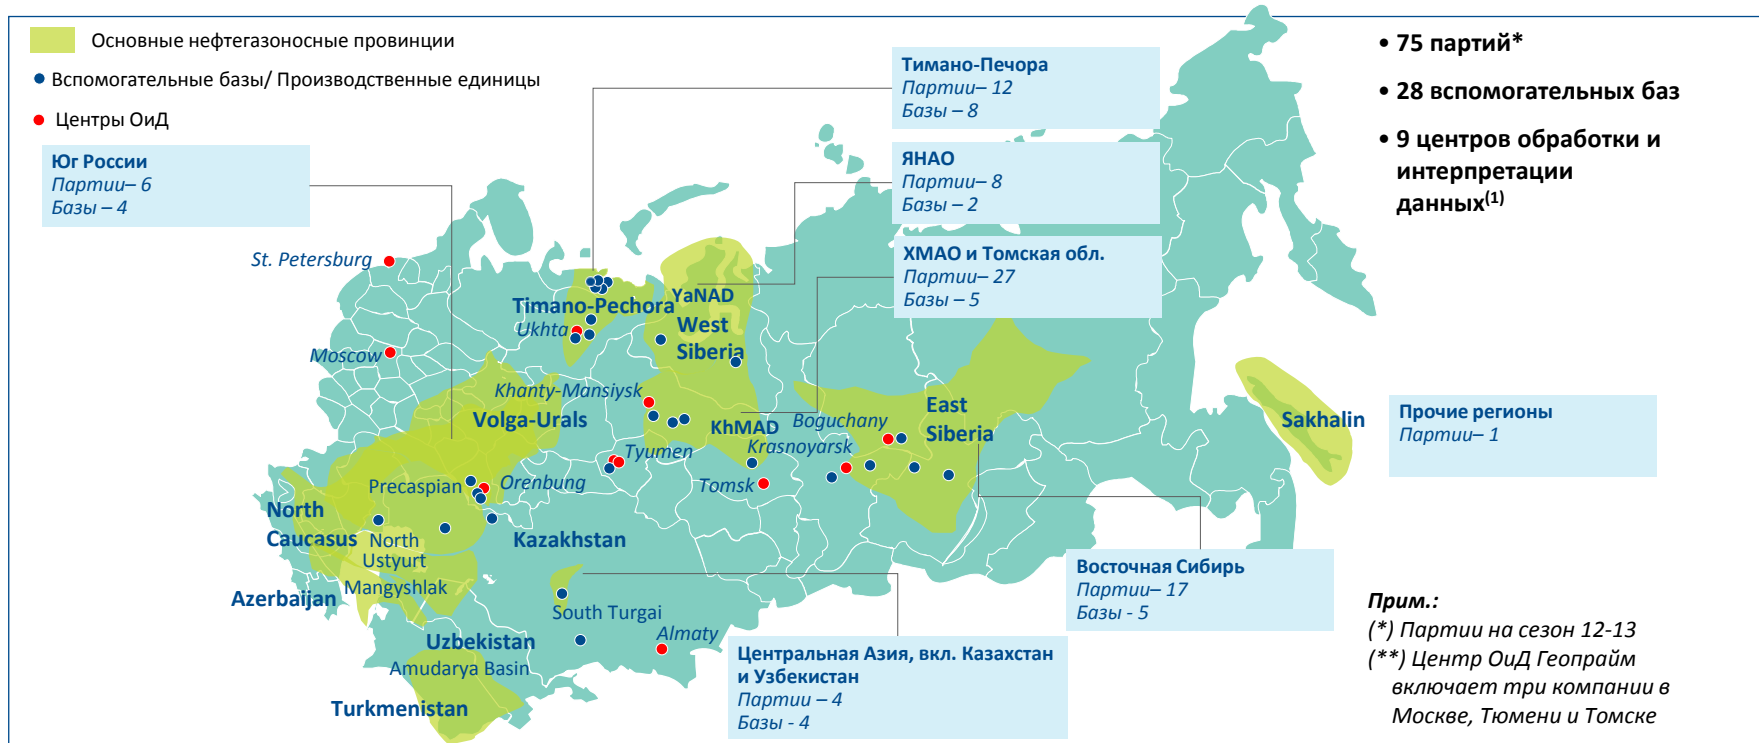 Основные нефтегазоносные провинции
Вспомогательные базы/ Производственные единицы
Центры ОиД
Юг России
Партии– 6
Базы – 4
Тимано-Печора
Партии– 12
Базы – 8
ЯНАО
Партии– 8
Базы – 2
ХМАО и Томская обл.
Партии– 27
Базы – 5
• 75 партий*
• 28 вспомогательных баз
• 9 центров обработки и
интерпретации
данных(1)
St. Petersburg
Moscow
Timano-Pechora
Ukhta
YaNAD
West
Siberia
Khanty-Mansiysk
Volga-Urals
KhMAD
Boguchany
Krasnoyarsk
East
Siberia
Sakhalin
Tyumen
Tomsk
Orenbung
Precaspian
North
Caucasus
North
Ustyurt
Mangyshlak
Azerbaijan
Kazakhstan
South Turgai
Uzbekistan
Almaty
Amudarya Basin
Turkmenistan
Прочие регионы
Партии– 1
Восточная Сибирь
Партии– 17
Базы - 5
Центральная Азия, вкл. Казахстан
и Узбекистан
Партии – 4
Базы - 4
Прим.:
(*) Партии на сезон 12-13
(**) Центр ОиД Геопрайм
включает три компании в
Москве, Тюмени и Томске